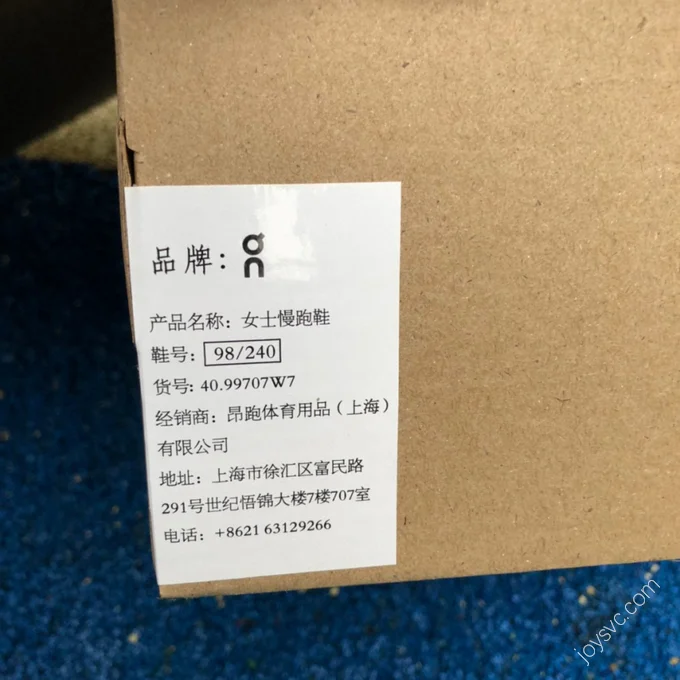 品牌：on
产品名称：女士慢跑鞋
鞋号：98/240
货号：40.99707W7
经销商：昂跑体育用品（上海）
有限公司
地址：上海市徐汇区富民路
291号世纪悟锦大楼7楼707室
电话：+8621 63129266
joysvc.com